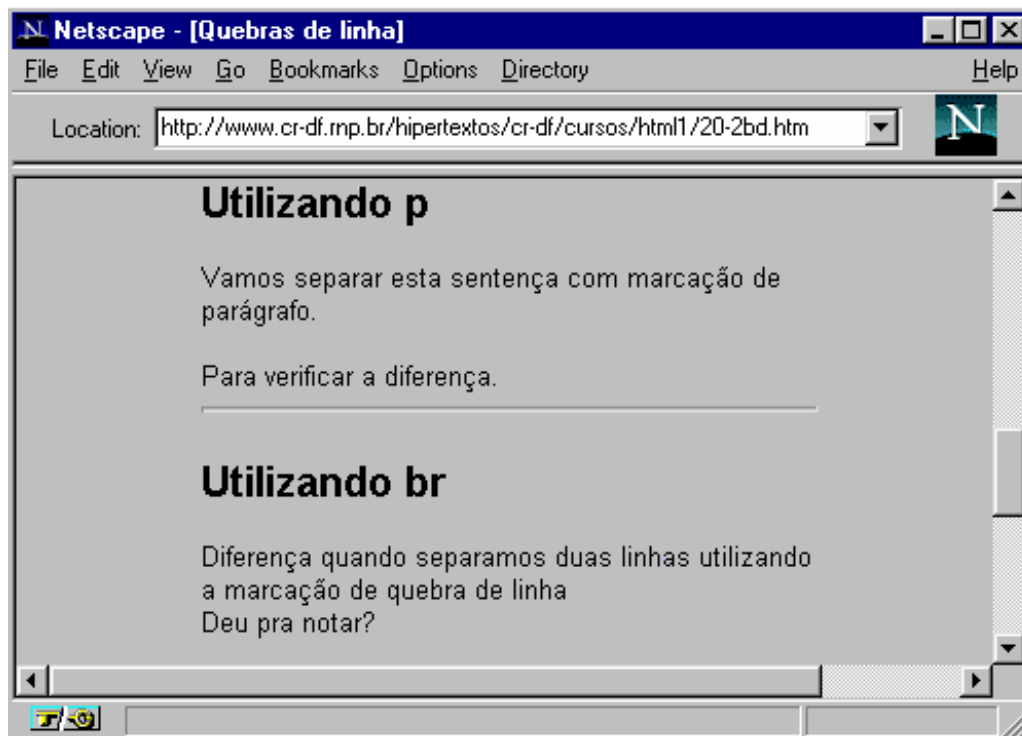 N Netscape - [Quebras de linha]
File Edit View Go Bookmarks Options Directory Help
Location: http://www.cr-df.rnp.br/hipertextos/cr-df/cursos/html1/20-2bd.htm N
Utilizando p
Vamos separar esta sentença com marcação de
parágrafo.
Para verificar a diferença.
Utilizando br
Diferença quando separamos duas linhas utilizando
a marcação de quebra de linha
Deu pra notar?